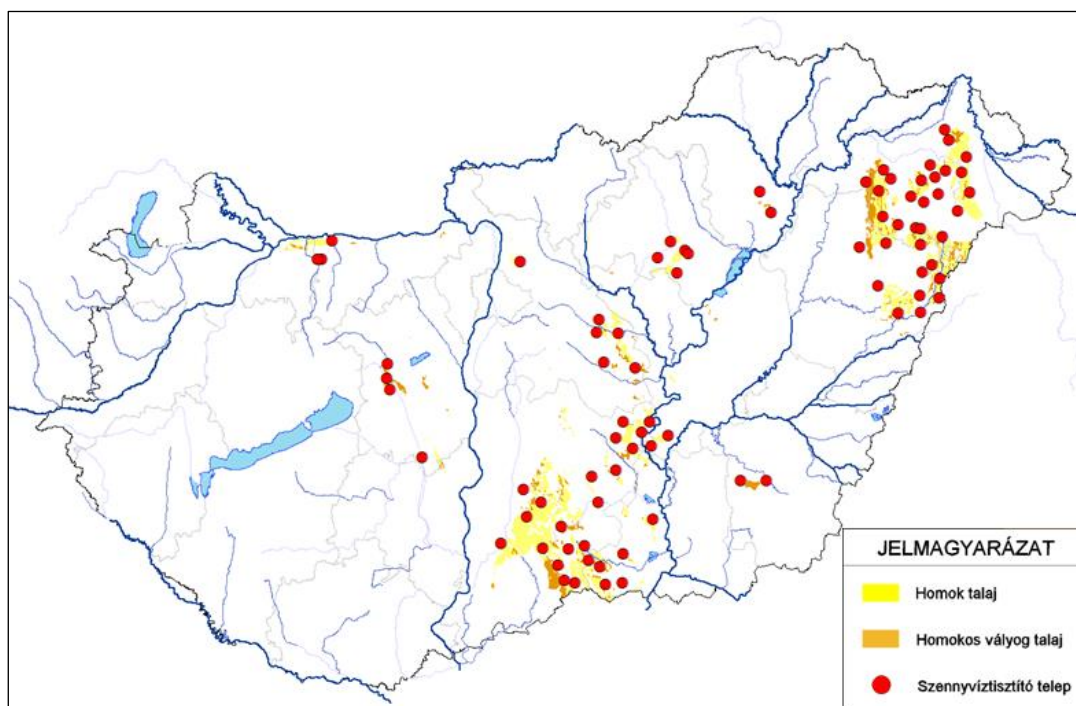 JELMAGYARÁZAT
Homok talaj
Homokos vályog talaj
Szennyvíztisztító telep